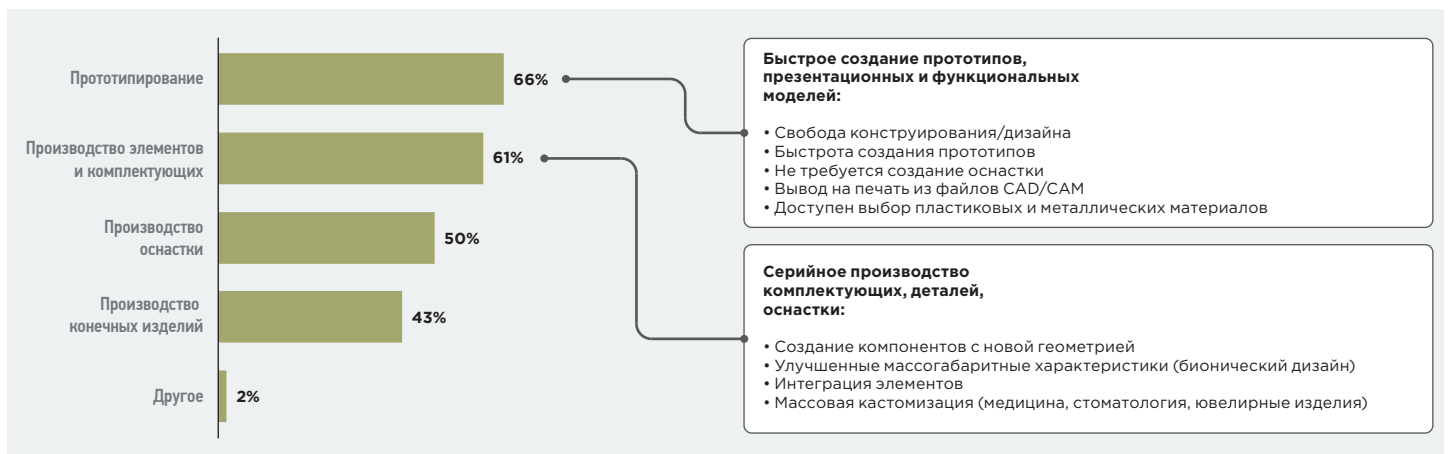 Прототипирование
66%
Производство элементов
и комплектующих
61%
Производство
оснастки
50%
Производство
конечных изделий
43%
Другое
2%
Быстрое создание прототипов,
презентационных и функциональных
моделей:
• Свобода конструирования/дизайна
• Быстрота создания прототипов
• Не требуется создание оснастки
• Вывод на печать из файлов CAD/CAM
• Доступен выбор пластиковых и металлических материалов
Серийное производство
комплектующих, деталей,
оснастки:
• Создание компонентов с новой геометрией
• Улучшенные массогабаритные характеристики (бионический дизайн)
• Интеграция элементов
• Массовая кастомизация (медицина, стоматология, ювелирные изделия)